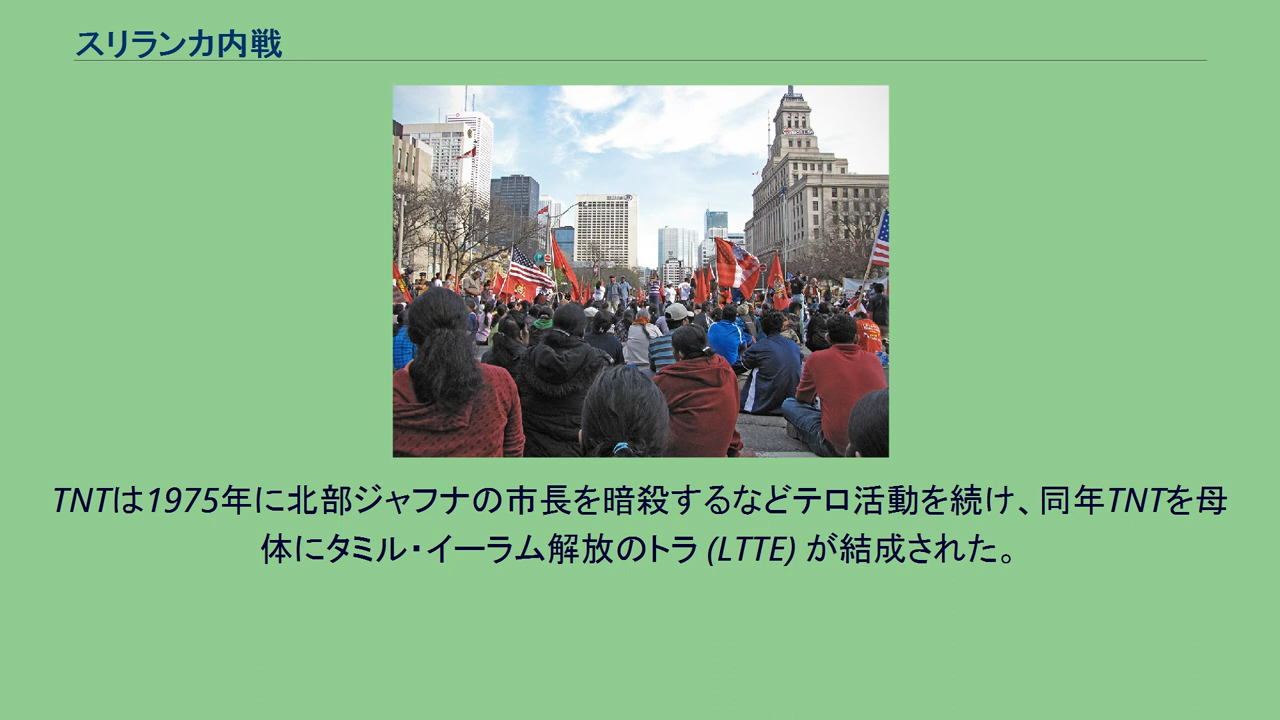 スリランカ内戦
TNTは1975年に北部ジャフナの市長を暗殺するなどテロ活動を続け、同年TNTを母
体にタミル・イーラム解放のトラ (LTTE) が結成された。